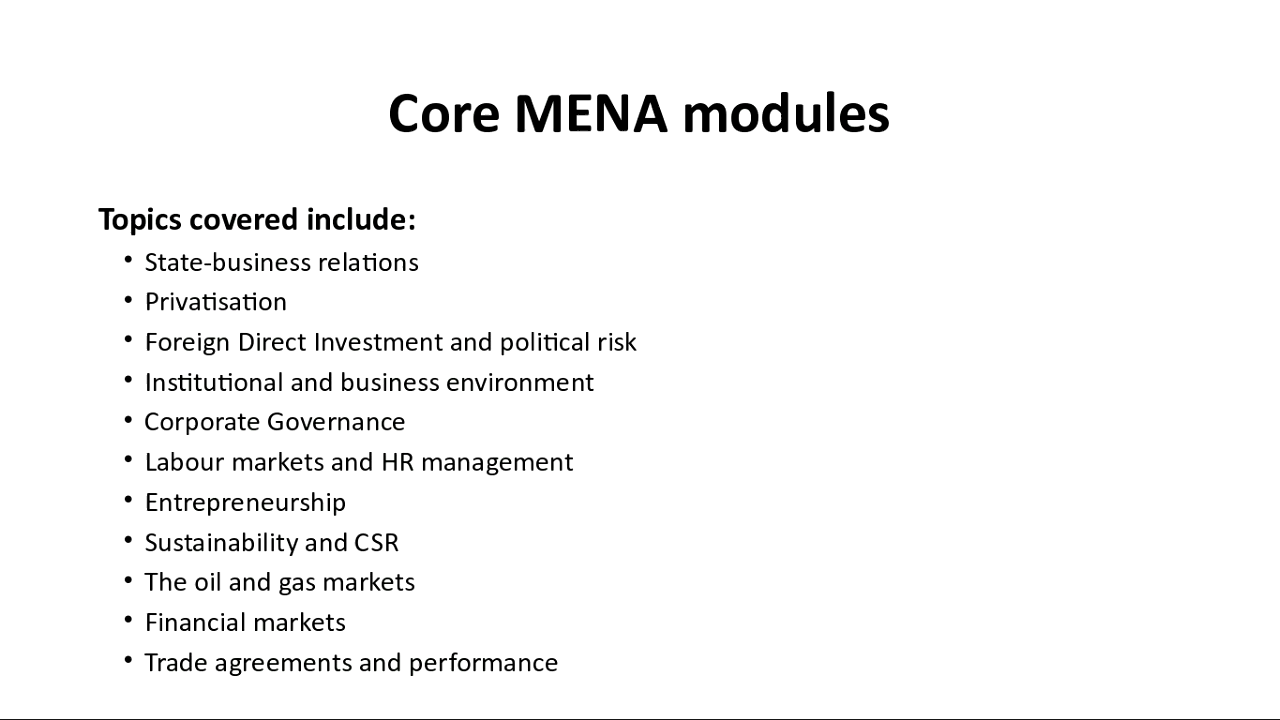 Core MENA modules
Topics covered include:
• State-business relations
• Privatisation
• Foreign Direct Investment and political risk
• Institutional and business environment
• Corporate Governance
• Labour markets and HR management
• Entrepreneurship
• Sustainability and CSR
• The oil and gas markets
• Financial markets
• Trade agreements and performance